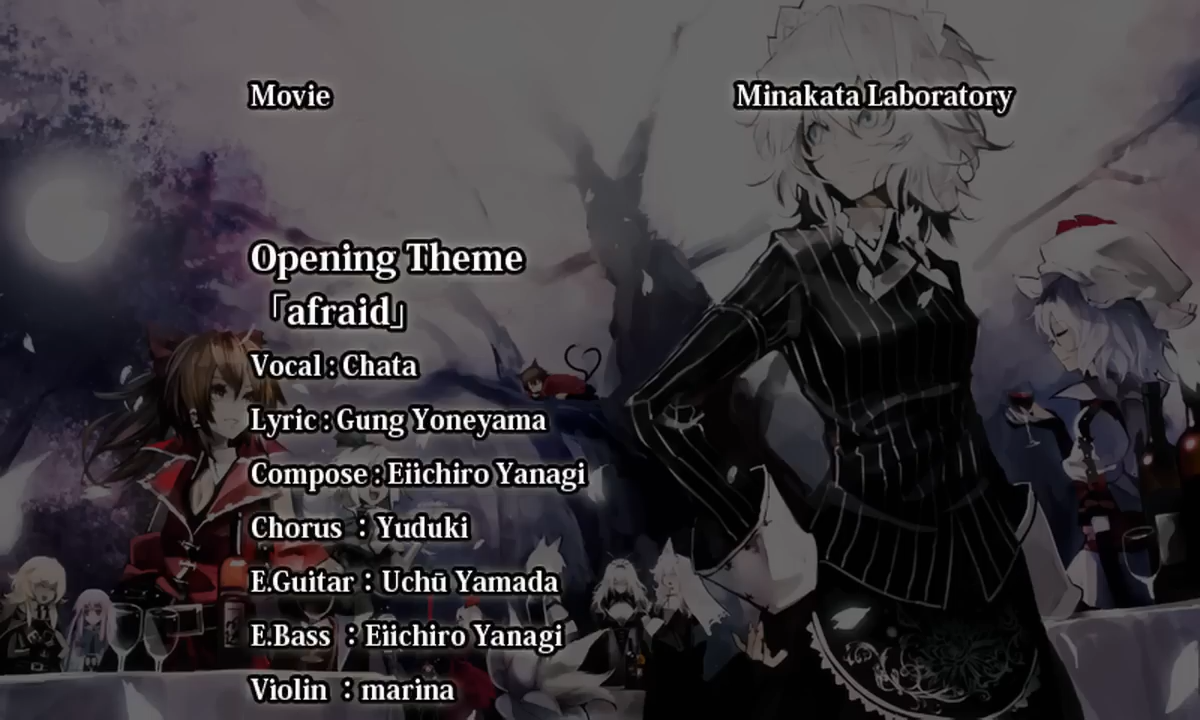 Movie Minakata Laboratory
Opening Theme
「afraid」
Vocal : Chata
Lyric : Gung Yoneyama
Compose : Eiichiro Yanagi
Chorus : Yuduki
E.Guitar : Uchū Yamada
E.Bass : Eiichiro Yanagi
Violin : marina